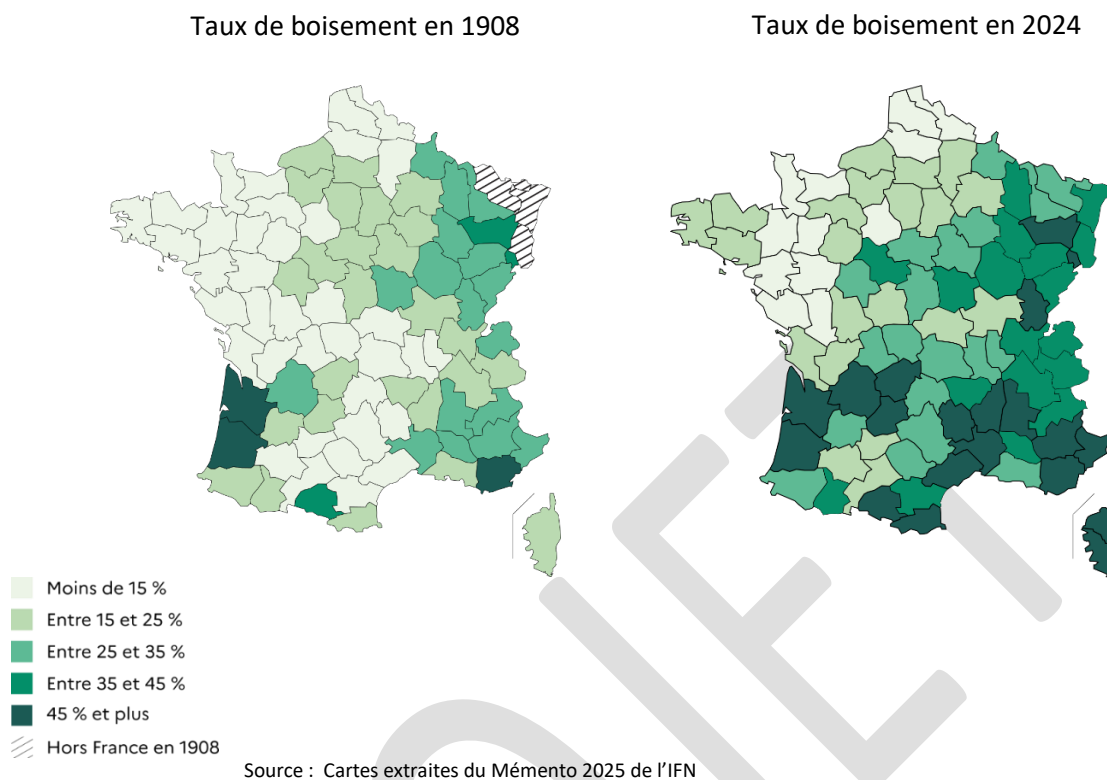 Taux de boisement en 1908
Taux de boisement en 2024
Moins de 15 %
Entre 15 et 25 %
Entre 25 et 35 %
Entre 35 et 45 %
45 % et plus
Hors France en 1908
Source : Cartes extraites du Mémento 2025 de l'IFN